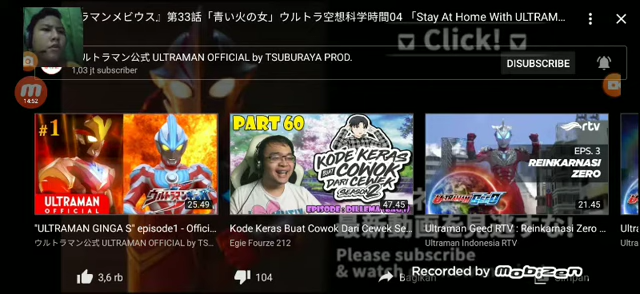 ラマンメビウス』第33話「青い火の女」ウルトラ空想科学時間04 「Stay At Home With ULTRAM...
Click!
ルトラマン公式 ULTRAMAN OFFICIAL by TSUBURAYA PROD.
1,03 jt subscriber
DISUBSCRIBE
14:52
#1
ULTRAMAN
OFFICIAL
25.49
PART 60
KODE KERAS
BUAT COWOK
DARI CEWEK
SEASON 2
47.45
rtv
EPS. 3
REINKARNASI
ZERO
GEED
21.45
"ULTRAMAN GINGA S" episode1 - Offici...
ウルトラマン公式 ULTRAMAN OFFICIAL by TS...
Kode Keras Buat Cowok Dari Cewek Se...
Egie Fourze 212
Ultraman Geed RTV : Reinkarnasi Zero ...
Ultraman Indonesia RTV
"Ul
Ultr
Please subscribe
& watch
3,6 rb
104
Bagikan
Simpan
Recorded by Mobizen